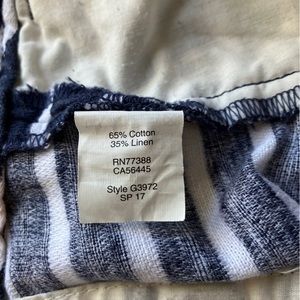 65% Cotton
35% Linen
RN77388
CA56445
Style G3972
SP 17